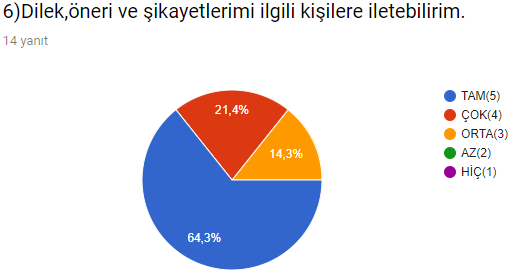 6)Dilek,öneri ve şikayetlerimi ilgili kişilere iletebilirim.
14 yanıt
TAM(5)
ÇOK(4)
ORTA(3)
AZ(2)
HİÇ(1)
21,4%
14,3%
64,3%